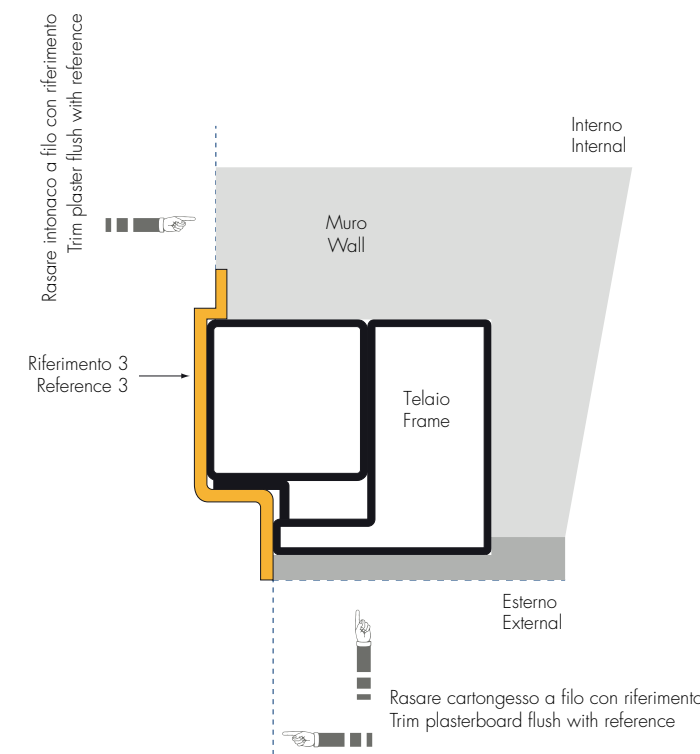 Rasare intonaco a filo con riferimento
Trim plaster flush with reference
Interno
Internal
Muro
Wall
Riferimento 3
Reference 3
Telaio
Frame
Esterno
External
Rasare cartongesso a filo con riferimento
Trim plasterboard flush with reference